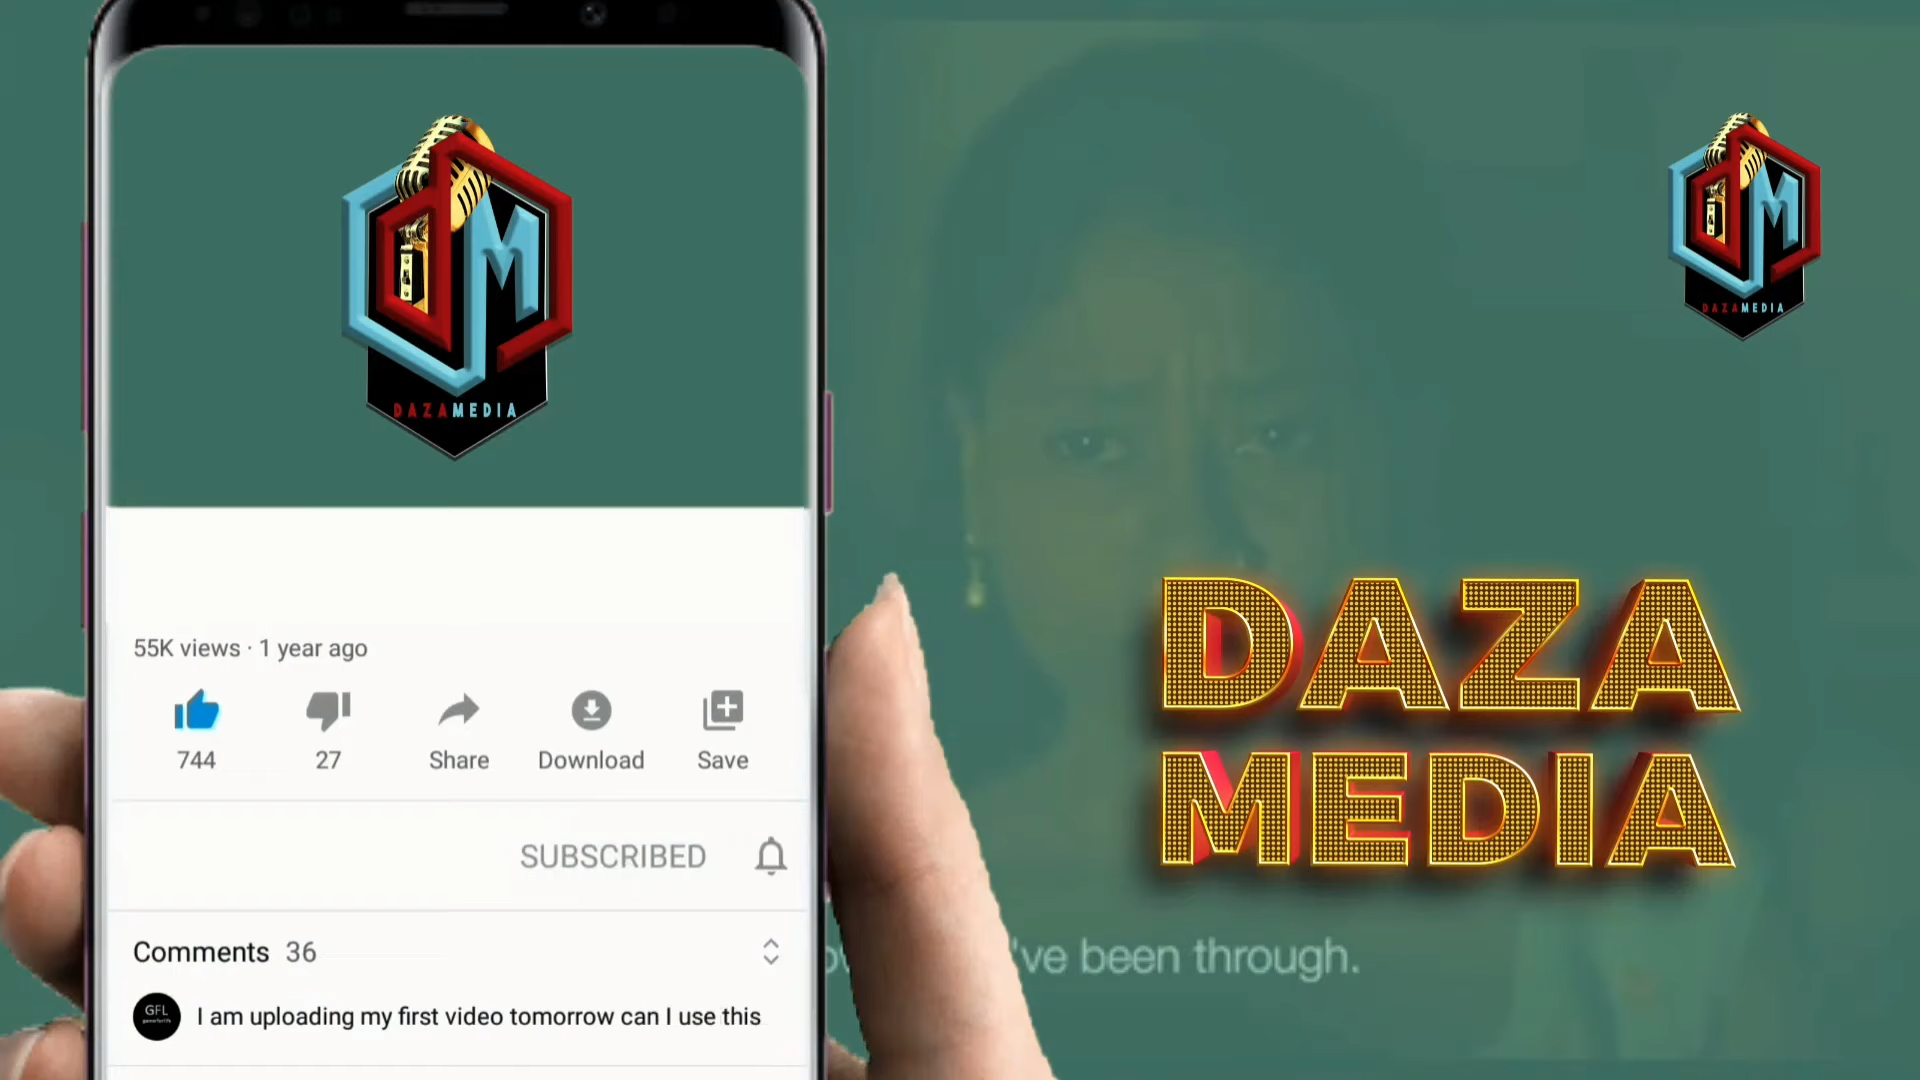 DAZAMEDIA
55K views · 1 year ago
744
27
Share
Download
Save
SUBSCRIBED
Comments 36
GFL
I am uploading my first video tomorrow can I use this
DAZAMEDIA
DAZA
MEDIA
've been through.